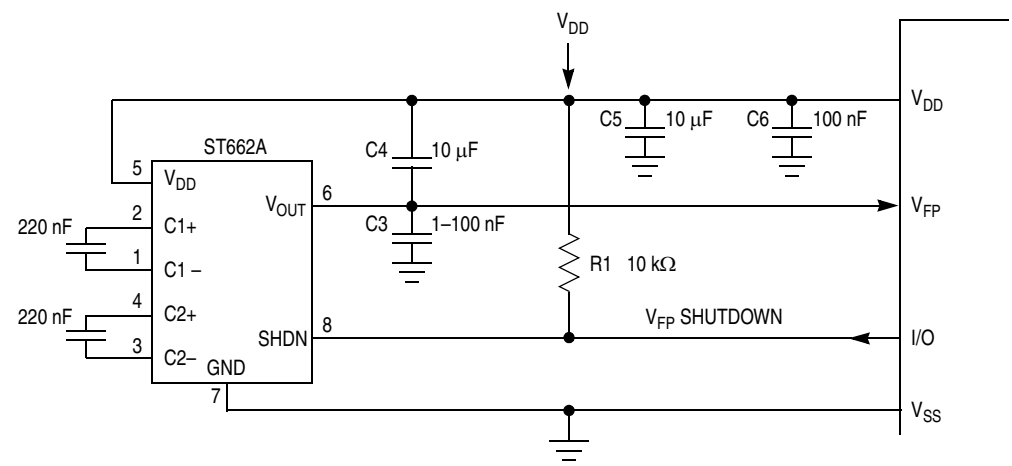 VDD
VDD
C5 10 µF
C6 100 nF
ST662A
C4 10 µF
5
VDD
6
VOUT
VFP
2
220 nF
C1+
C3 1–100 nF
1
C1 –
R1 10 kΩ
4
220 nF
C2+
VFP SHUTDOWN
8
SHDN
I/O
3
C2–
GND
7
VSS